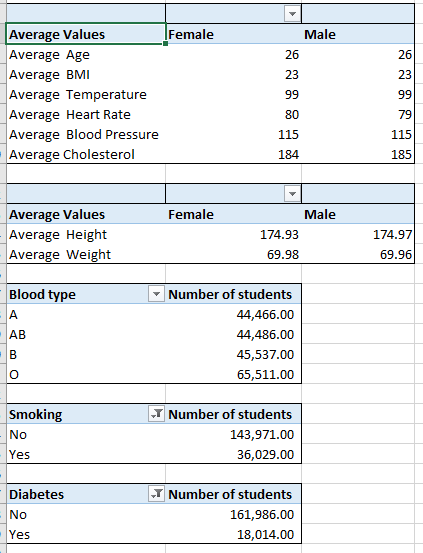 Average Values Female Male
Average Age 26 26
Average BMI 23 23
Average Temperature 99 99
Average Heart Rate 80 79
Average Blood Pressure 115 115
Average Cholesterol 184 185
Average Values Female Male
Average Height 174.93 174.97
Average Weight 69.98 69.96
Blood type Number of students
A 44,466.00
AB 44,486.00
B 45,537.00
O 65,511.00
Smoking Number of students
No 143,971.00
Yes 36,029.00
Diabetes Number of students
No 161,986.00
Yes 18,014.00